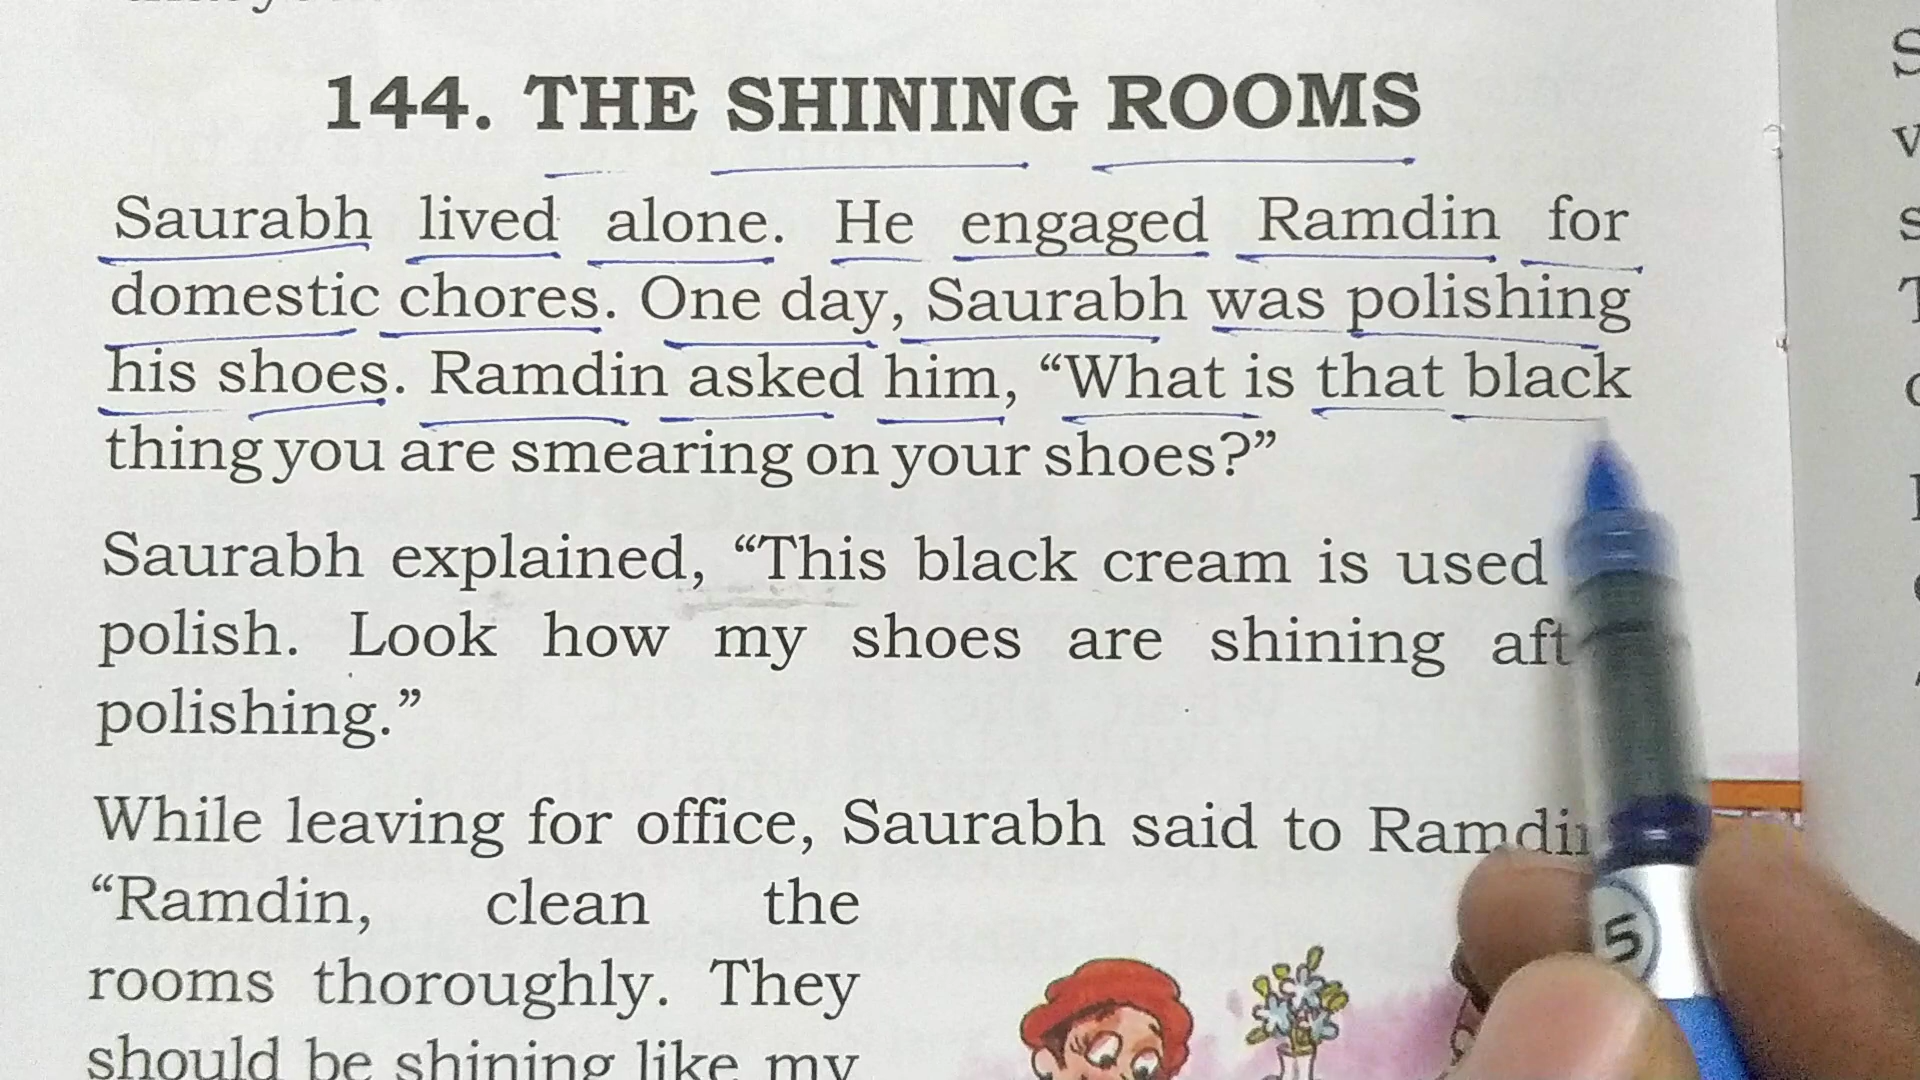 144. THE SHINING ROOMS
Saurabh lived alone. He engaged Ramdin for
domestic chores. One day, Saurabh was polishing
his shoes. Ramdin asked him, “What is that black
thing you are smearing on your shoes?”
Saurabh explained, “This black cream is used
polish. Look how my shoes are shining
polishing.”
While leaving for office, Saurabh said to
“Ramdin, clean the
rooms thoroughly. They
should be shining like my
5